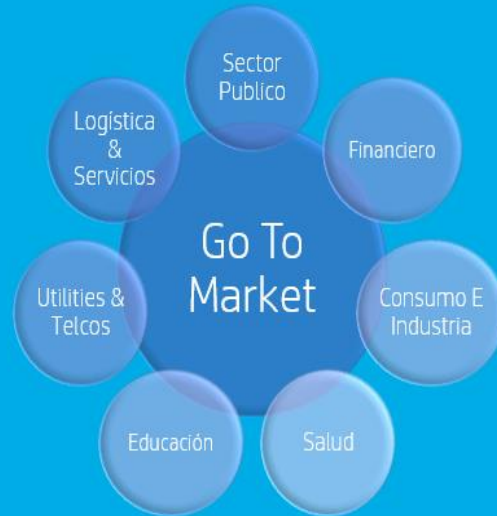 Sector
Publico
Logística
&
Servicios
Financiero
Go To
Market
Utilities &
Telcos
Consumo E
Industria
Educación
Salud